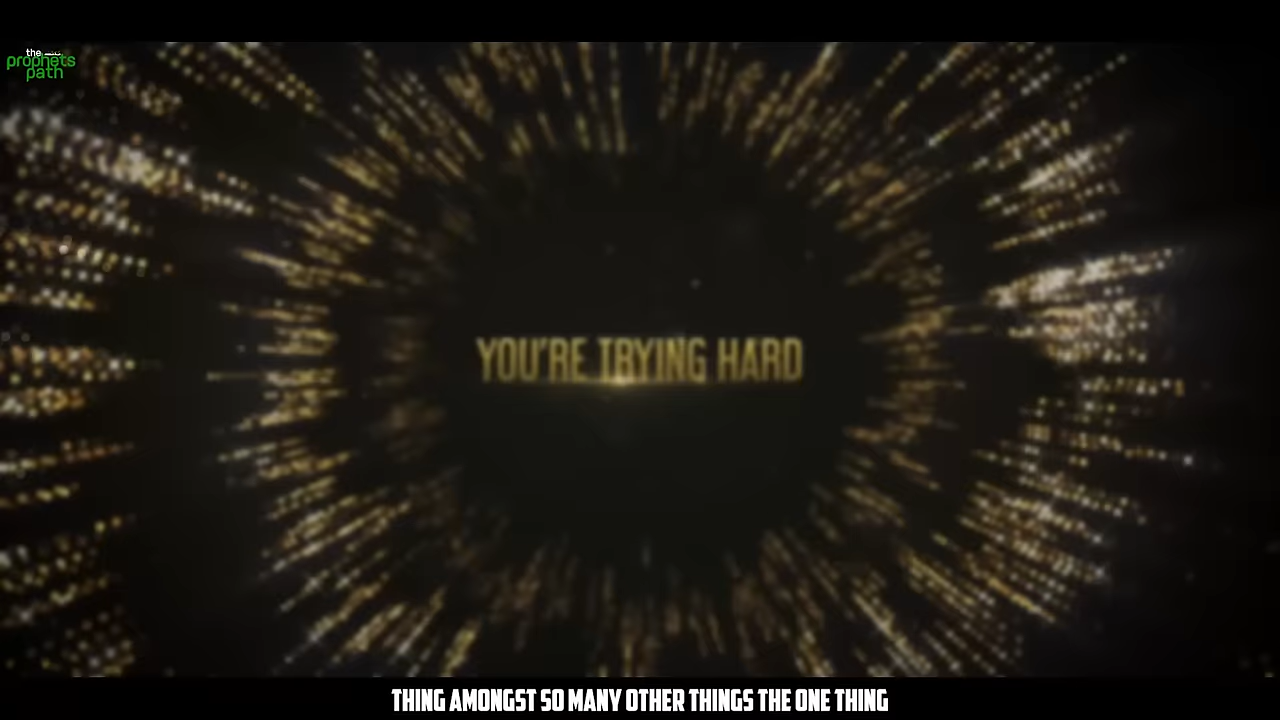 the
prophets
path
YOU'RE TRYING HARD
THING AMONGST SO MANY OTHER THINGS THE ONE THING